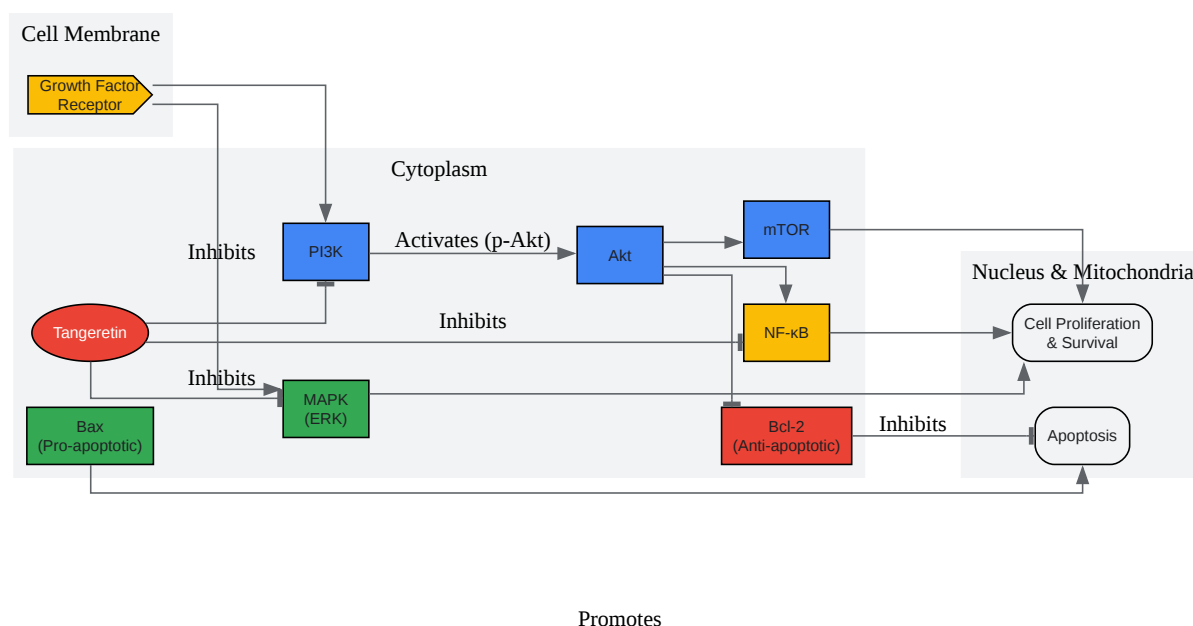 Cell Membrane
Growth Factor
Receptor
Cytoplasm
mTOR
Activates (p-Akt)
Inhibits
PI3K
Akt
Nucleus & Mitochondria
Tangeretin
Inhibits
NF-κB
Cell Proliferation
& Survival
Inhibits
MAPK
(ERK)
Bax
(Pro-apoptotic)
Bcl-2
(Anti-apoptotic)
Inhibits
Apoptosis
Promotes